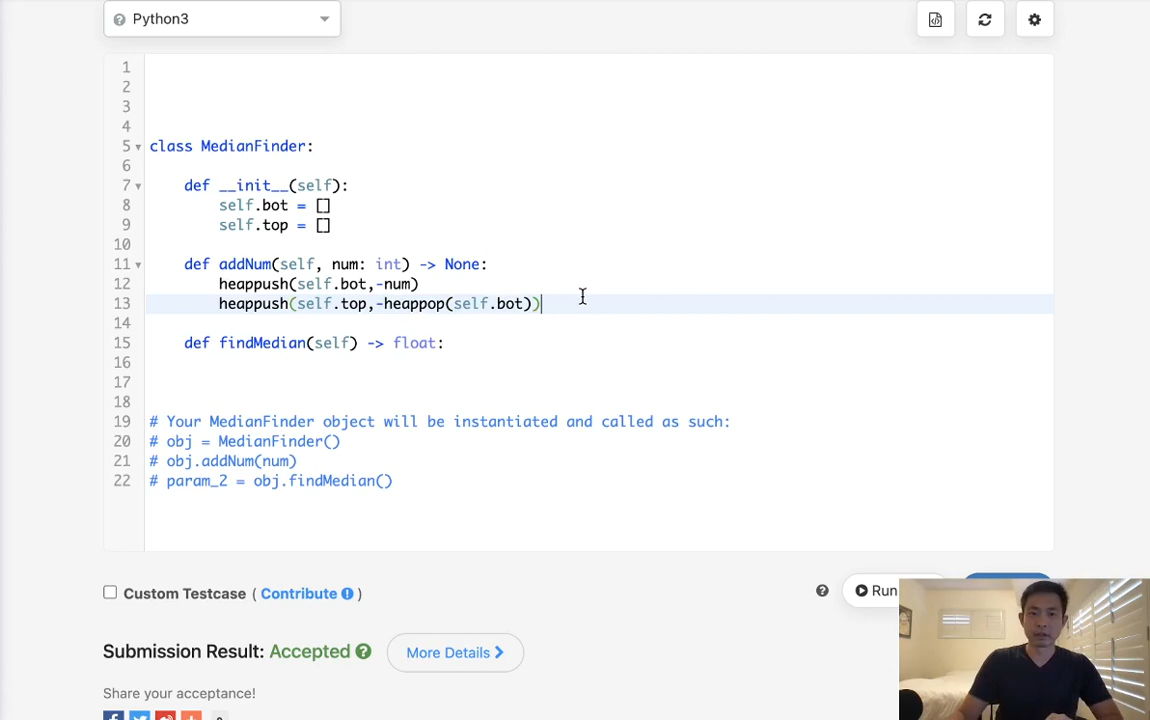 Python3
1
2
3
4
5 class MedianFinder:
6
7 def __init__(self):
8 self.bot = []
9 self.top = []
10
11 def addNum(self, num: int) -> None:
12 heappush(self.bot,-num)
13 heappush(self.top,-heappop(self.bot))
14
15 def findMedian(self) -> float:
16
17
18
19 # Your MedianFinder object will be instantiated and called as such:
20 # obj = MedianFinder()
21 # obj.addNum(num)
22 # param_2 = obj.findMedian()
Custom Testcase ( Contribute )
Run
Submission Result: Accepted More Details
Share your acceptance!